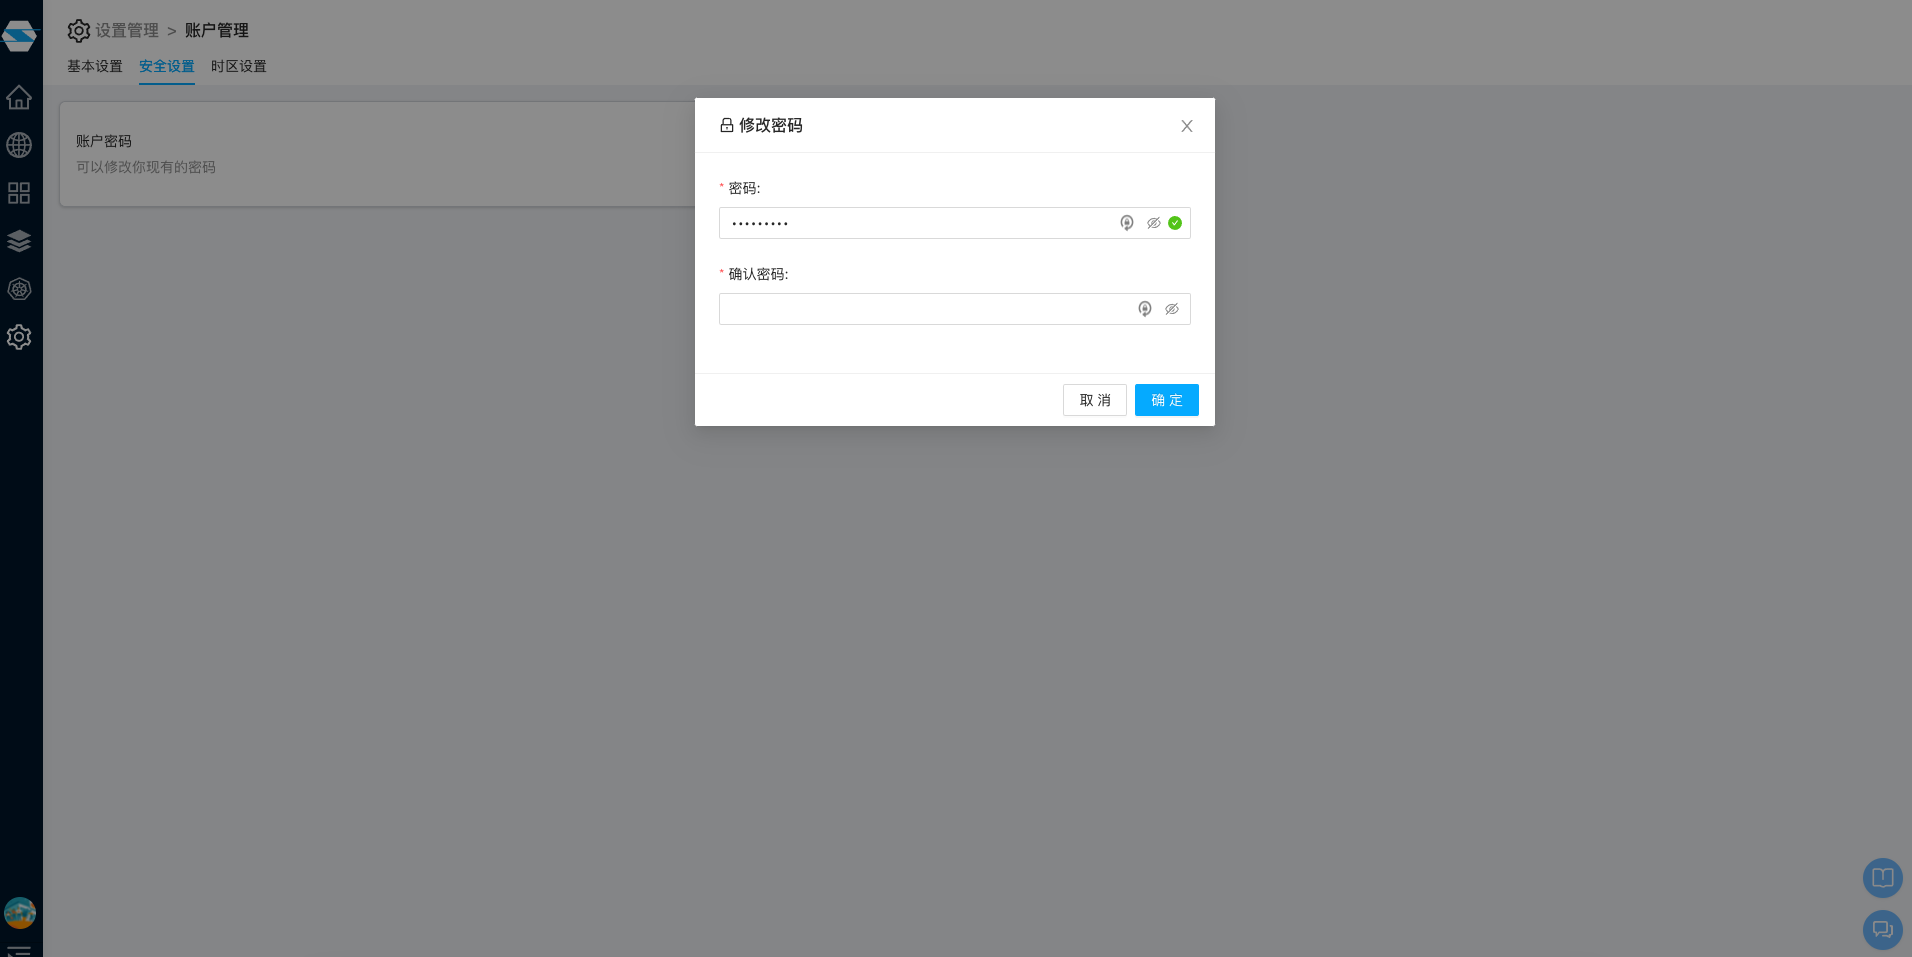 设置管理 > 账户管理
基本设置 安全设置 时区设置
账户密码
可以修改你现有的密码
修改密码
* 密码:
•••••••••
* 确认密码:
取 消 确 定